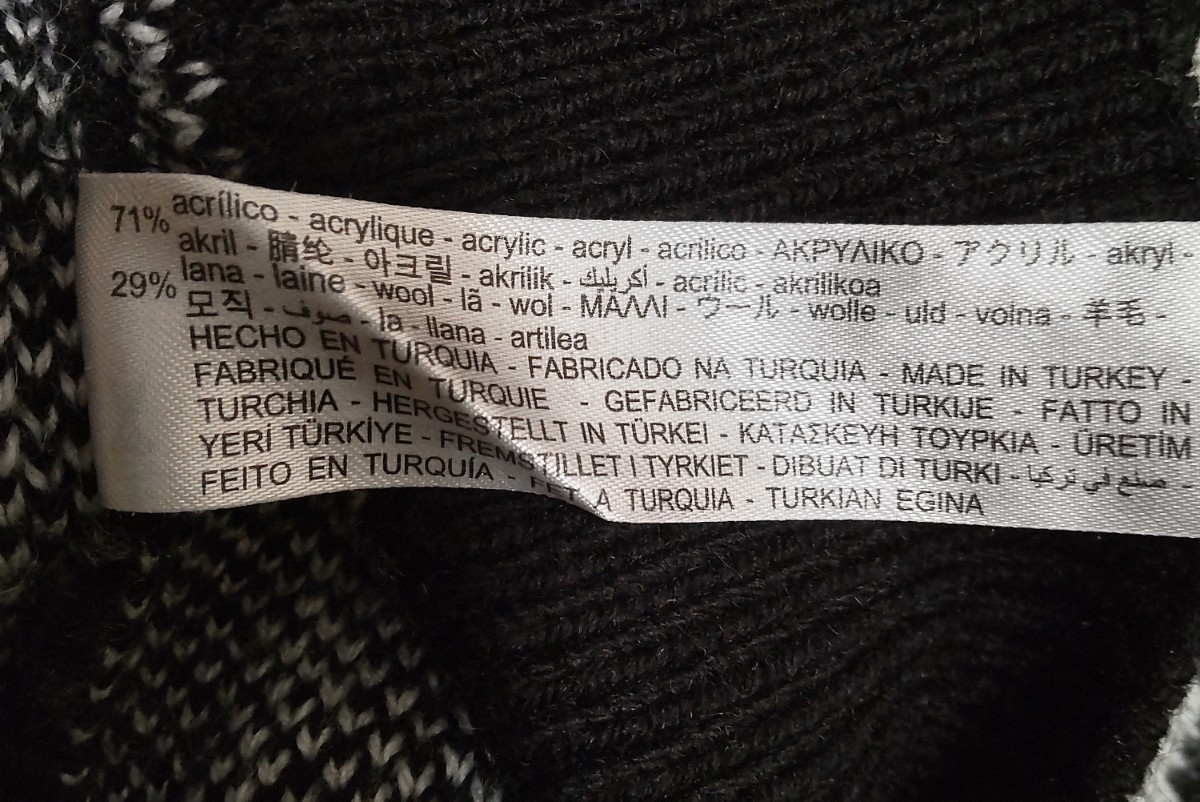 71% acrílico - acrylique - acrylic - acryl - acrilico - ΑΚΡΥΛΙΚΟ - アクリル - akryl -
akril - 腈纶 - 아크릴 - akrilik - أكريليك - acrílic - akrilikoa
29% lana - laine - wool - lã - wol - ΜΑΛΛΙ - ウール - wolle - uld - volna - 羊毛 -
모직 - صوف - la - llana - artilea
HECHO EN TURQUIA - FABRICADO NA TURQUIA - MADE IN TURKEY -
FABRIQUÉ EN TURQUIE - GEFABRICEERD IN TURKIJE - FATTO IN
TURCHIA - HERGESTELLT IN TÜRKEI - ΚΑΤΑΣΚΕΥΗ ΤΟΥΡΚΙΑ - ÜRETİM
YERİ TÜRKİYE - FREMSTILLET I TYRKIET - DIBUAT DI TURKI - صنع في تركيا -
FEITO EN TURQUÍA - FET A TURQUIA - TURKIAN EGINA